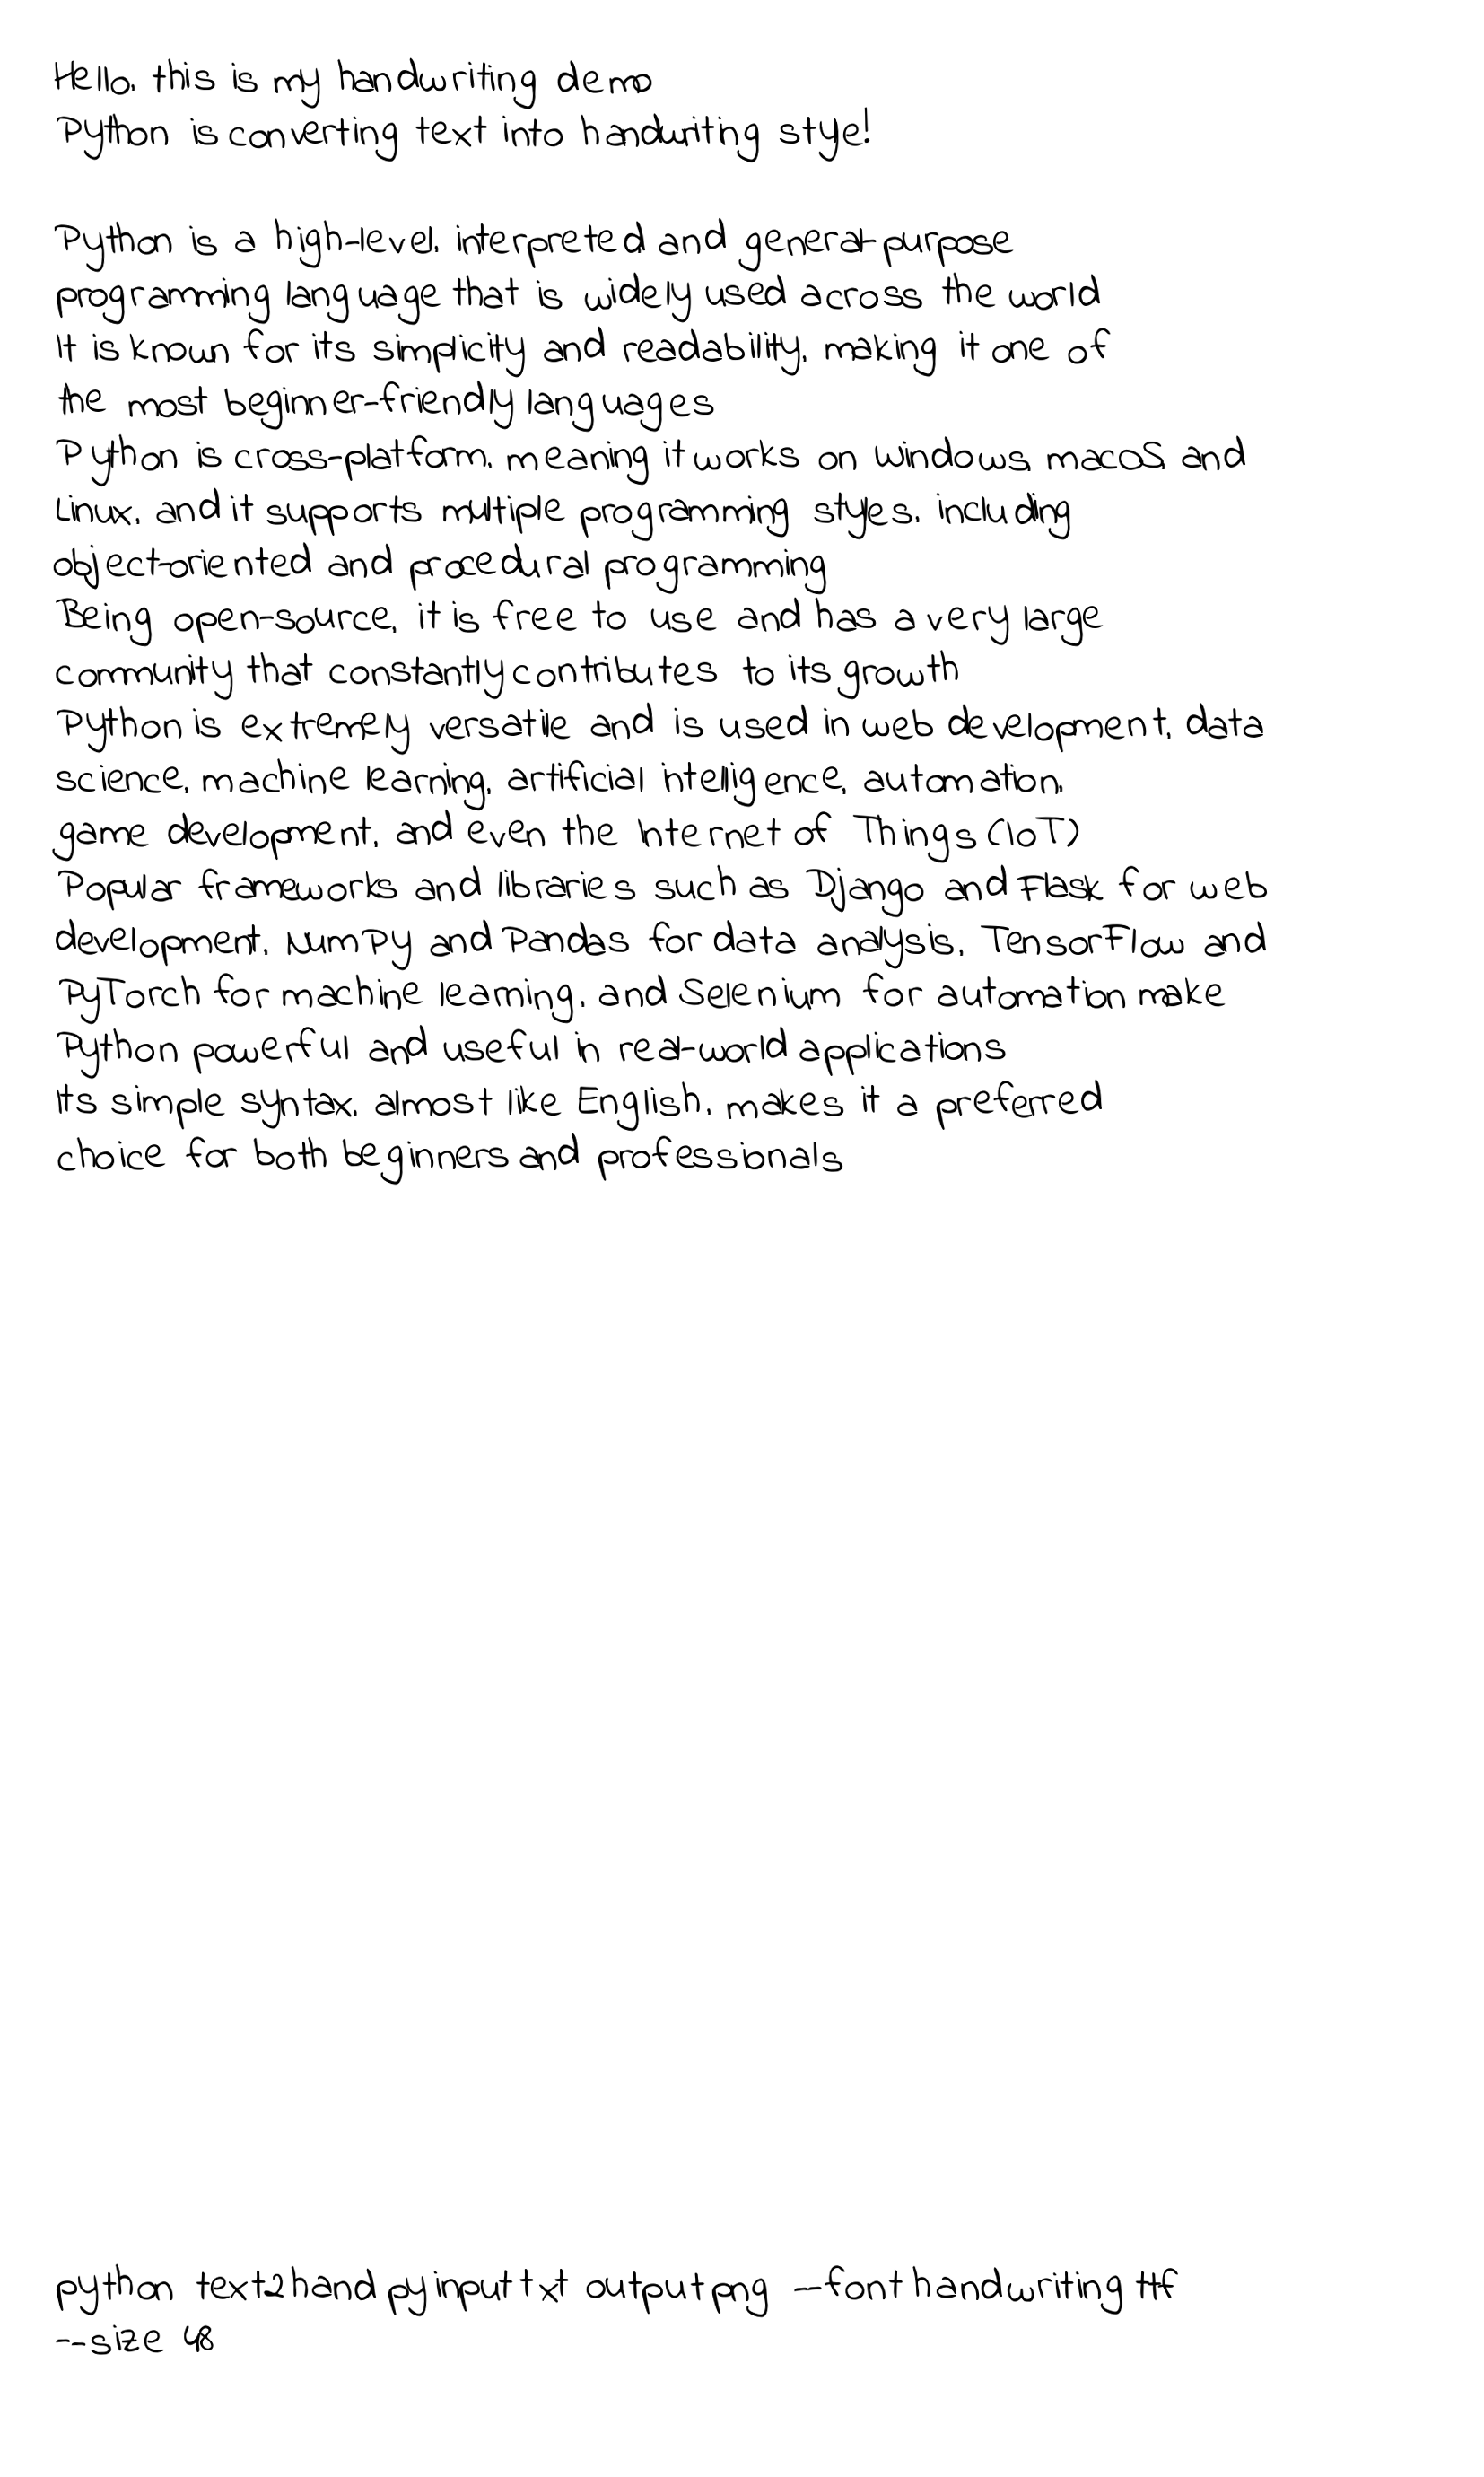 Hello, this is my handwriting demo
Python is converting text into handwriting style!
Python is a high-level, interpreted and general-purpose
programming language that is widely used across the world
It is known for its simplicity and readability, making it one of
the most beginner-friendly languages
Python is cross-platform, meaning it works on Windows, macOS, and
Linux, and it supports multiple programming styles, including
object-oriented and procedural programming
Being open-source, it is free to use and has a very large
community that constantly contributes to its growth
Python is extremely versatile and is used in web development, data
science, machine learning, artificial intelligence, automation,
game development, and even the Internet of Things (IoT)
Popular frameworks and libraries such as Django and Flask for web
development, NumPy and Pandas for data analysis, TensorFlow and
PyTorch for machine learning, and Selenium for automation make
Python powerful and useful in real-world applications
Its simple syntax, almost like English, makes it a preferred
choice for both beginners and professionals
python text2hand py input txt output png --font handwriting ttf
--size 48